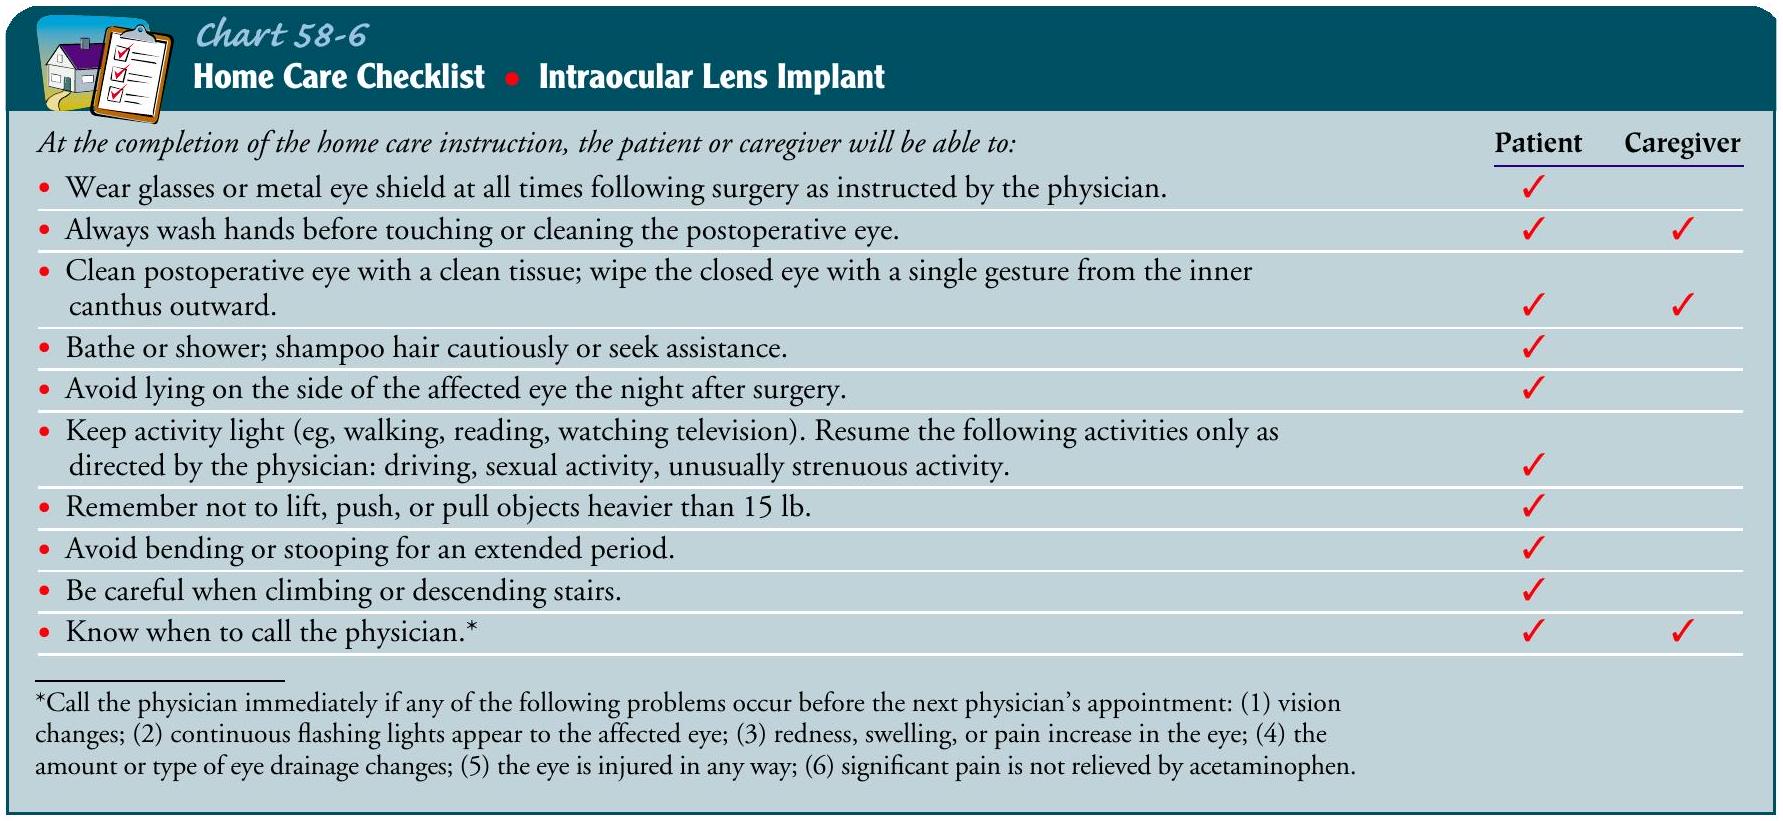 Chart 58-6
Home Care Checklist • Intraocular Lens Implant
At the completion of the home care instruction, the patient or caregiver will be able to: Patient Caregiver
• Wear glasses or metal eye shield at all times following surgery as instructed by the physician. ✓
• Always wash hands before touching or cleaning the postoperative eye. ✓ ✓
• Clean postoperative eye with a clean tissue; wipe the closed eye with a single gesture from the inner
canthus outward. ✓ ✓
• Bathe or shower; shampoo hair cautiously or seek assistance. ✓
• Avoid lying on the side of the affected eye the night after surgery. ✓
• Keep activity light (eg, walking, reading, watching television). Resume the following activities only as
directed by the physician: driving, sexual activity, unusually strenuous activity. ✓
• Remember not to lift, push, or pull objects heavier than 15 lb. ✓
• Avoid bending or stooping for an extended period. ✓
• Be careful when climbing or descending stairs. ✓
• Know when to call the physician.* ✓ ✓
*Call the physician immediately if any of the following problems occur before the next physician's appointment: (1) vision
changes; (2) continuous flashing lights appear to the affected eye; (3) redness, swelling, or pain increase in the eye; (4) the
amount or type of eye drainage changes; (5) the eye is injured in any way; (6) significant pain is not relieved by acetaminophen.